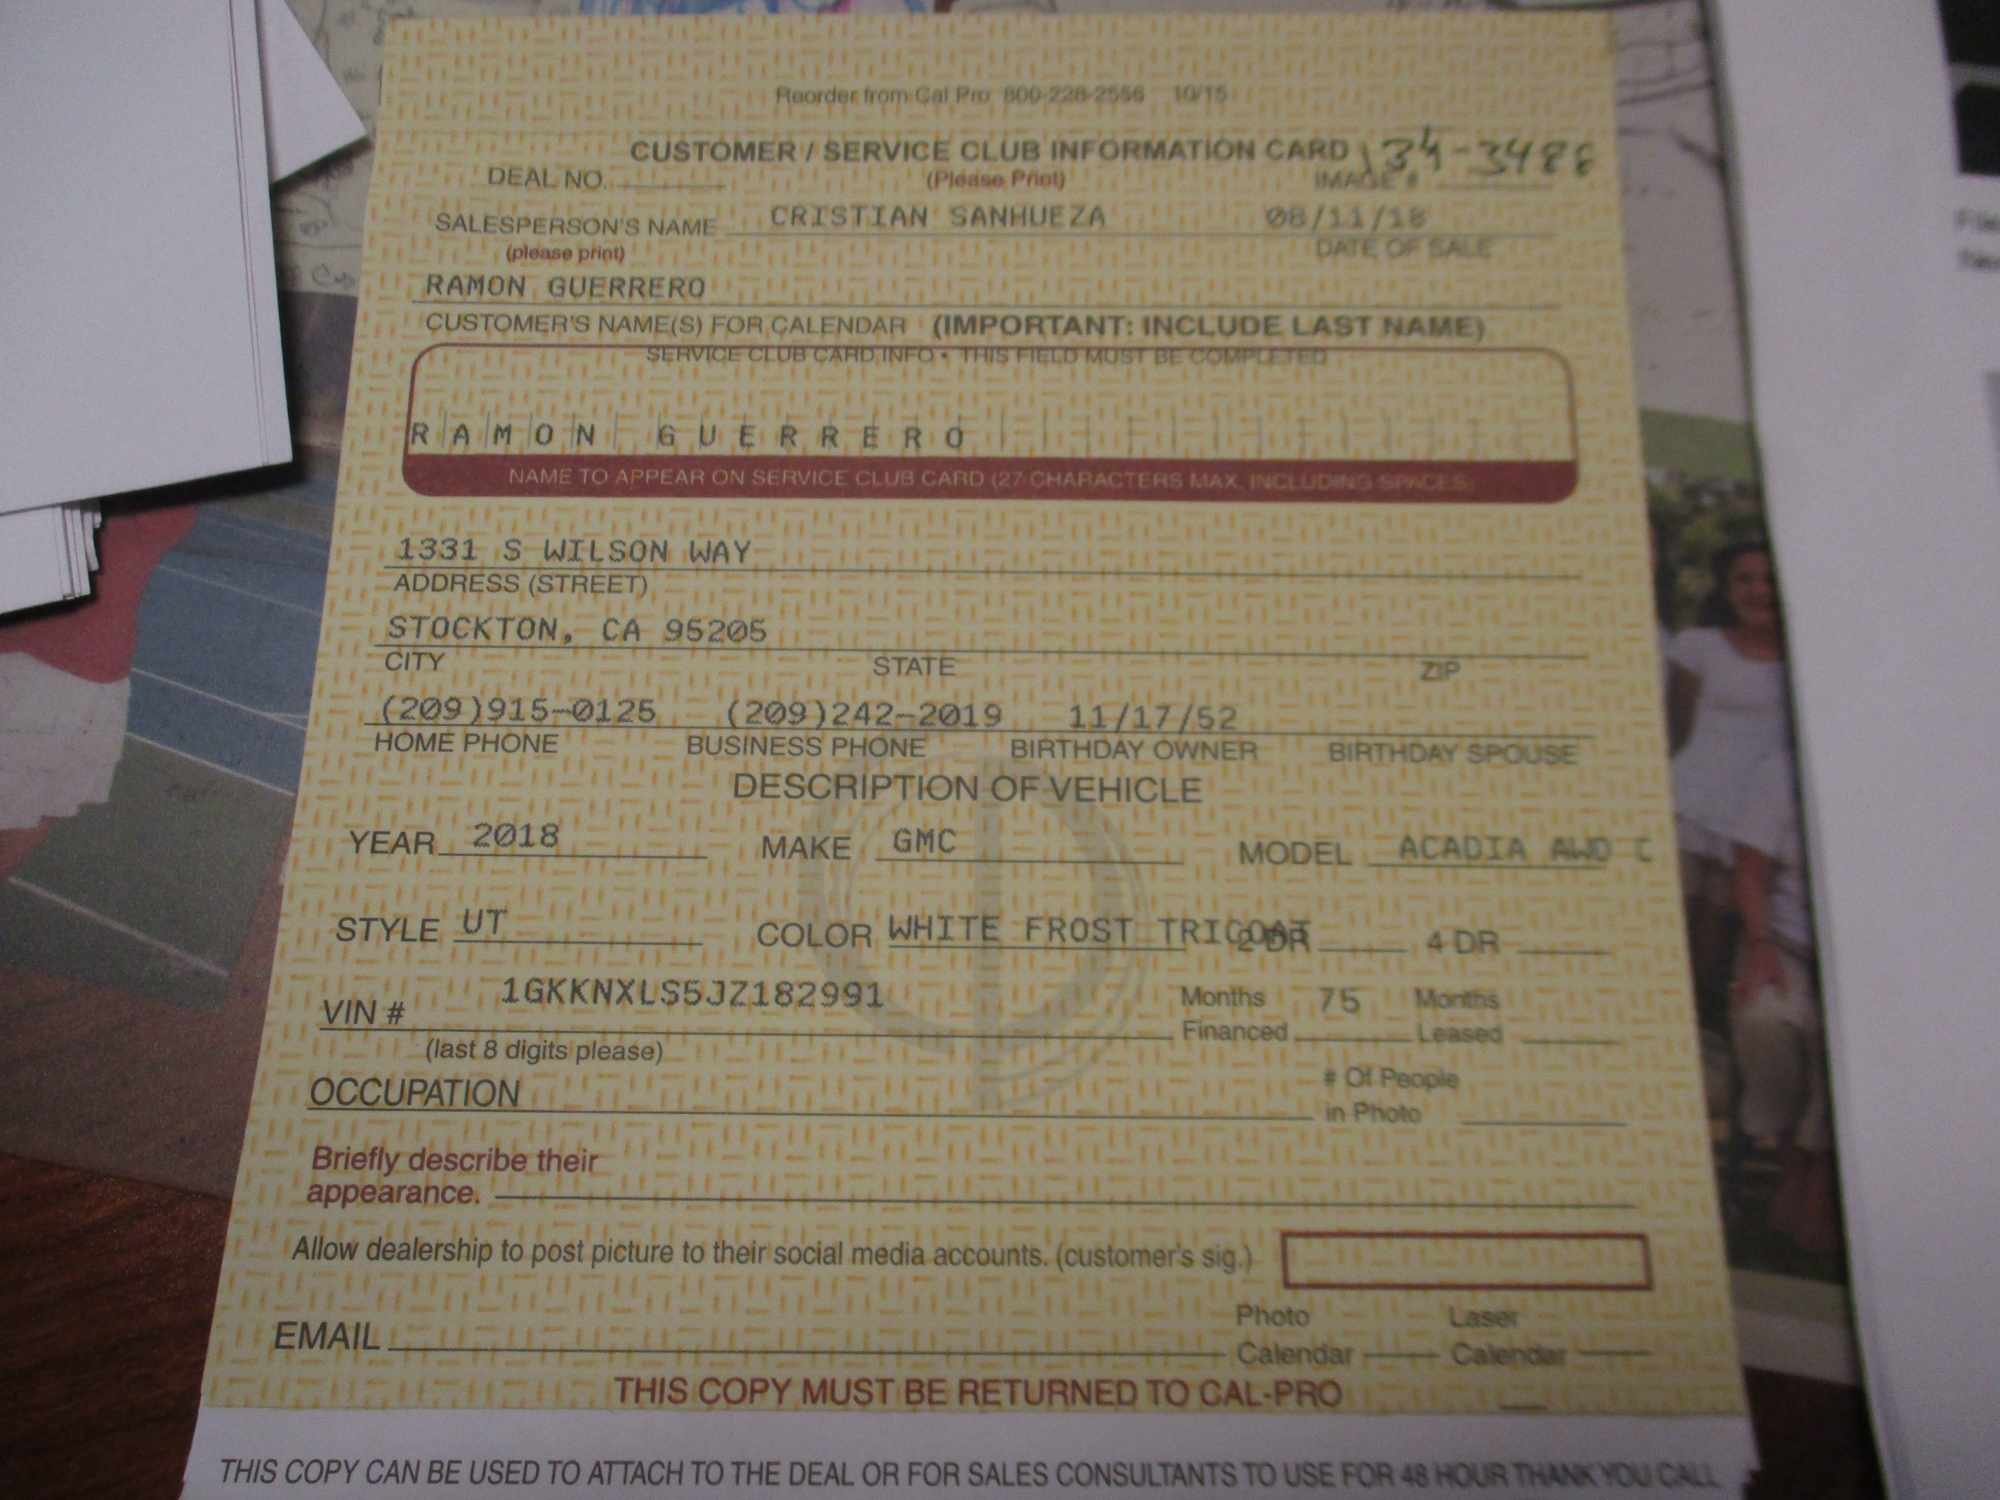 Reorder from Cal Pro 800-226-2556 10/15
CUSTOMER / SERVICE CLUB INFORMATION CARD 134-3488
DEAL NO. (Please Print) IMAGE #
SALESPERSON'S NAME CRISTIAN SANHUEZA 08/11/18
(please print) DATE OF SALE
RAMON GUERRERO
CUSTOMER'S NAME(S) FOR CALENDAR (IMPORTANT: INCLUDE LAST NAME)
SERVICE CLUB CARD INFO • THIS FIELD MUST BE COMPLETED
RAMON GUERRERO
NAME TO APPEAR ON SERVICE CLUB CARD (27 CHARACTERS MAX. INCLUDING SPACES)
1331 S WILSON WAY
ADDRESS (STREET)
STOCKTON, CA 95205
CITY STATE ZIP
(209)915-0125 (209)242-2019 11/17/52
HOME PHONE BUSINESS PHONE BIRTHDAY OWNER BIRTHDAY SPOUSE
DESCRIPTION OF VEHICLE
YEAR 2018 MAKE GMC MODEL ACADIA AWD
STYLE UT COLOR WHITE FROST TRICOAT 2 DR 4 DR
VIN # 1GKKNXLS5JZ182991 Months Financed 75 Months Leased
(last 8 digits please)
OCCUPATION # Of People in Photo
Briefly describe their
appearance.
Allow dealership to post picture to their social media accounts. (customer's sig.)
EMAIL Photo Calendar Laser Calendar
THIS COPY MUST BE RETURNED TO CAL-PRO
THIS COPY CAN BE USED TO ATTACH TO THE DEAL OR FOR SALES CONSULTANTS TO USE FOR 48 HOUR THANK YOU CALL